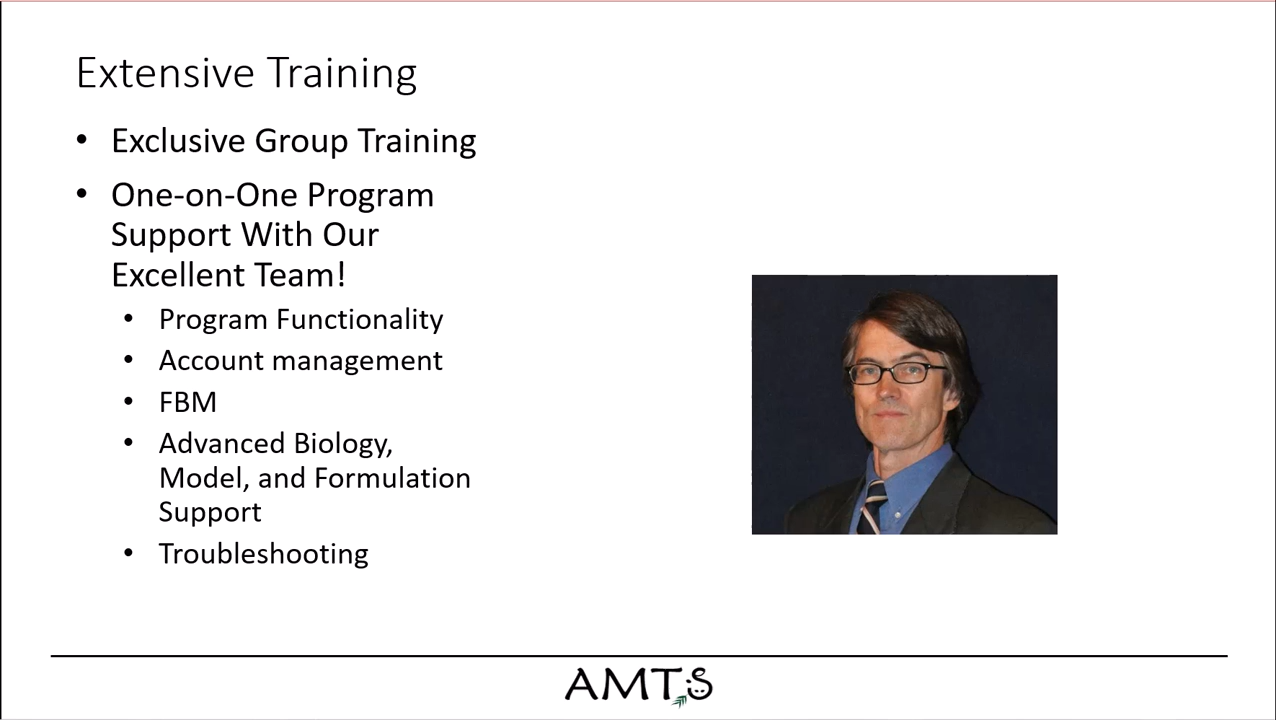 Extensive Training
• Exclusive Group Training
• One-on-One Program
Support With Our
Excellent Team!
• Program Functionality
• Account management
• FBM
• Advanced Biology,
Model, and Formulation
Support
• Troubleshooting
AMTS